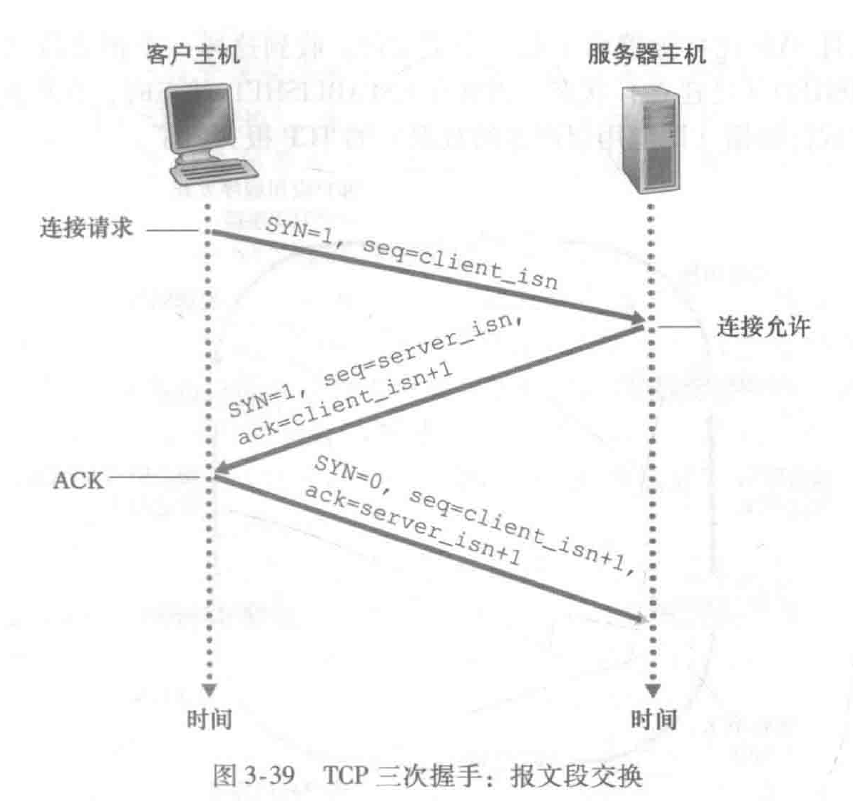 客户主机
服务器主机
连接请求
SYN=1, seq=client_isn
连接允许
SYN=1, seq=server_isn,
ack=client_isn+1
ACK
SYN=0, seq=client_isn+1,
ack=server_isn+1
时间
时间
图 3-39 TCP 三次握手：报文段交换